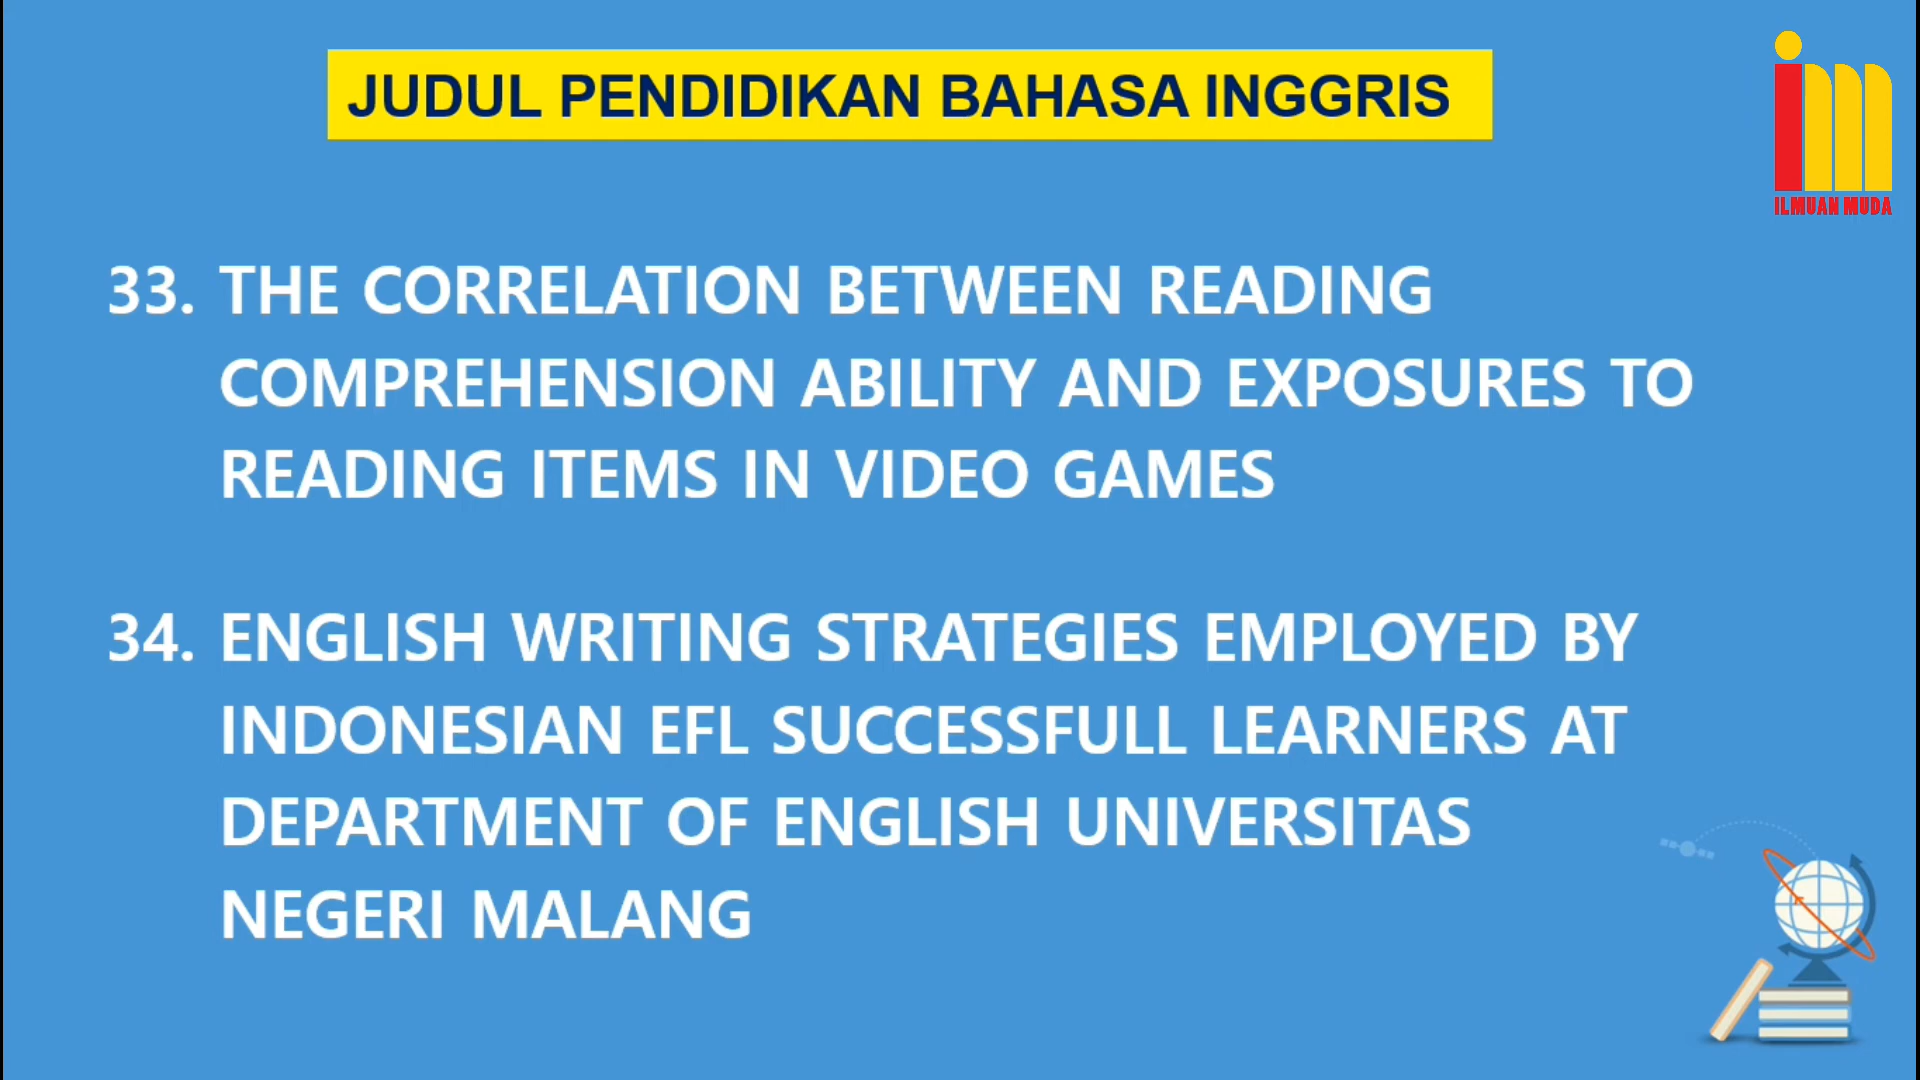 JUDUL PENDIDIKAN BAHASA INGGRIS
ILMUAN MUDA
33. THE CORRELATION BETWEEN READING
COMPREHENSION ABILITY AND EXPOSURES TO
READING ITEMS IN VIDEO GAMES
34. ENGLISH WRITING STRATEGIES EMPLOYED BY
INDONESIAN EFL SUCCESSFULL LEARNERS AT
DEPARTMENT OF ENGLISH UNIVERSITAS
NEGERI MALANG